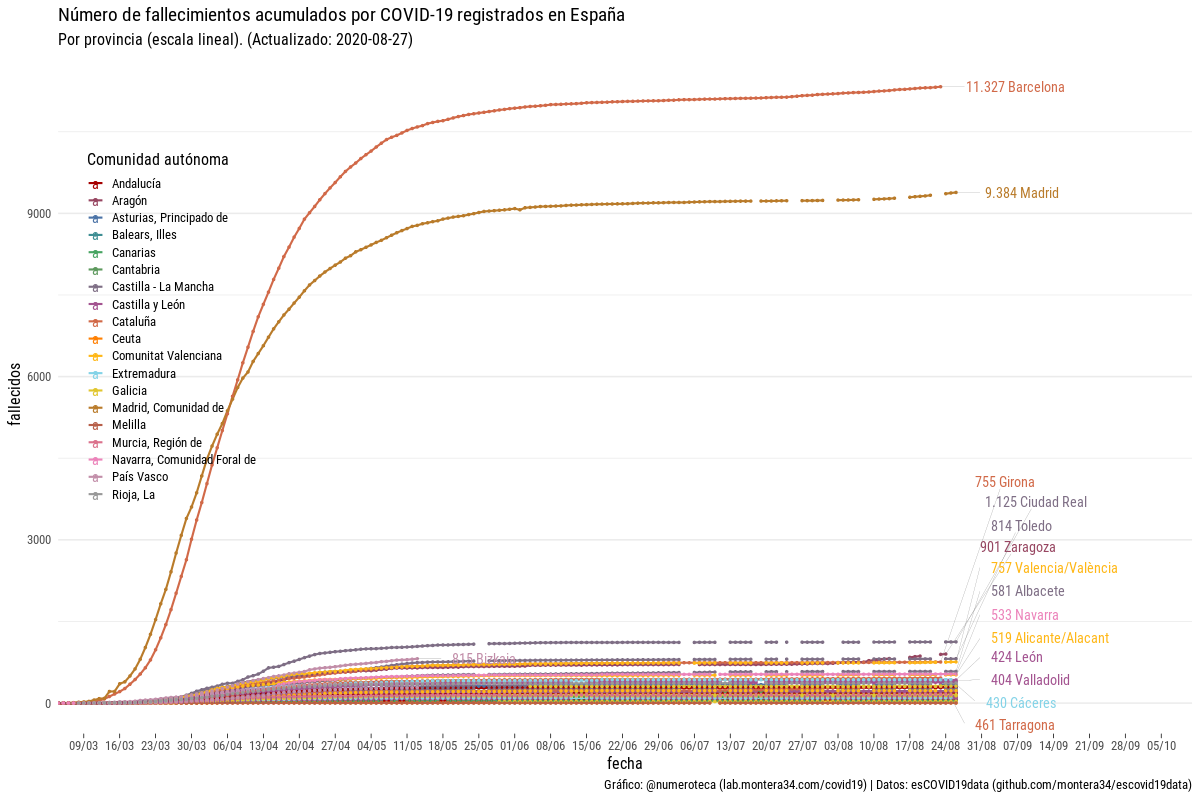 Número de fallecimientos acumulados por COVID-19 registrados en España
Por provincia (escala lineal). (Actualizado: 2020-08-27)
11.327 Barcelona
9.384 Madrid
Comunidad autónoma
Andalucía
Aragón
Asturias, Principado de
Balears, Illes
Canarias
Cantabria
Castilla - La Mancha
Castilla y León
Cataluña
Ceuta
Comunitat Valenciana
Extremadura
Galicia
Madrid, Comunidad de
Melilla
Murcia, Región de
Navarra, Comunidad Foral de
País Vasco
Rioja, La
fallecidos
9000
6000
3000
0
755 Girona
1.125 Ciudad Real
814 Toledo
901 Zaragoza
757 Valencia/València
581 Albacete
533 Navarra
519 Alicante/Alacant
815 Bizkaia
424 León
404 Valladolid
430 Cáceres
461 Tarragona
09/03 16/03 23/03 30/03 06/04 13/04 20/04 27/04 04/05 11/05 18/05 25/05 01/06 08/06 15/06 22/06 29/06 06/07 13/07 20/07 27/07 03/08 10/08 17/08 24/08 31/08 07/09 14/09 21/09 28/09 05/10
fecha
Gráfico: @numeroteca (lab.montera34.com/covid19) | Datos: esCOVID19data (github.com/montera34/escovid19data)